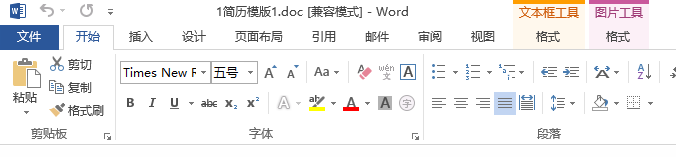 1简历模版1.doc [兼容模式] - Word
文本框工具 图片工具
文件 开始 插入 设计 页面布局 引用 邮件 审阅 视图 格式 格式
粘贴 剪切
复制
格式刷
Times New R 五号 A A Aa wén 文 A
B I U abc x₂ x² A ab A A 字
剪贴板 字体 段落